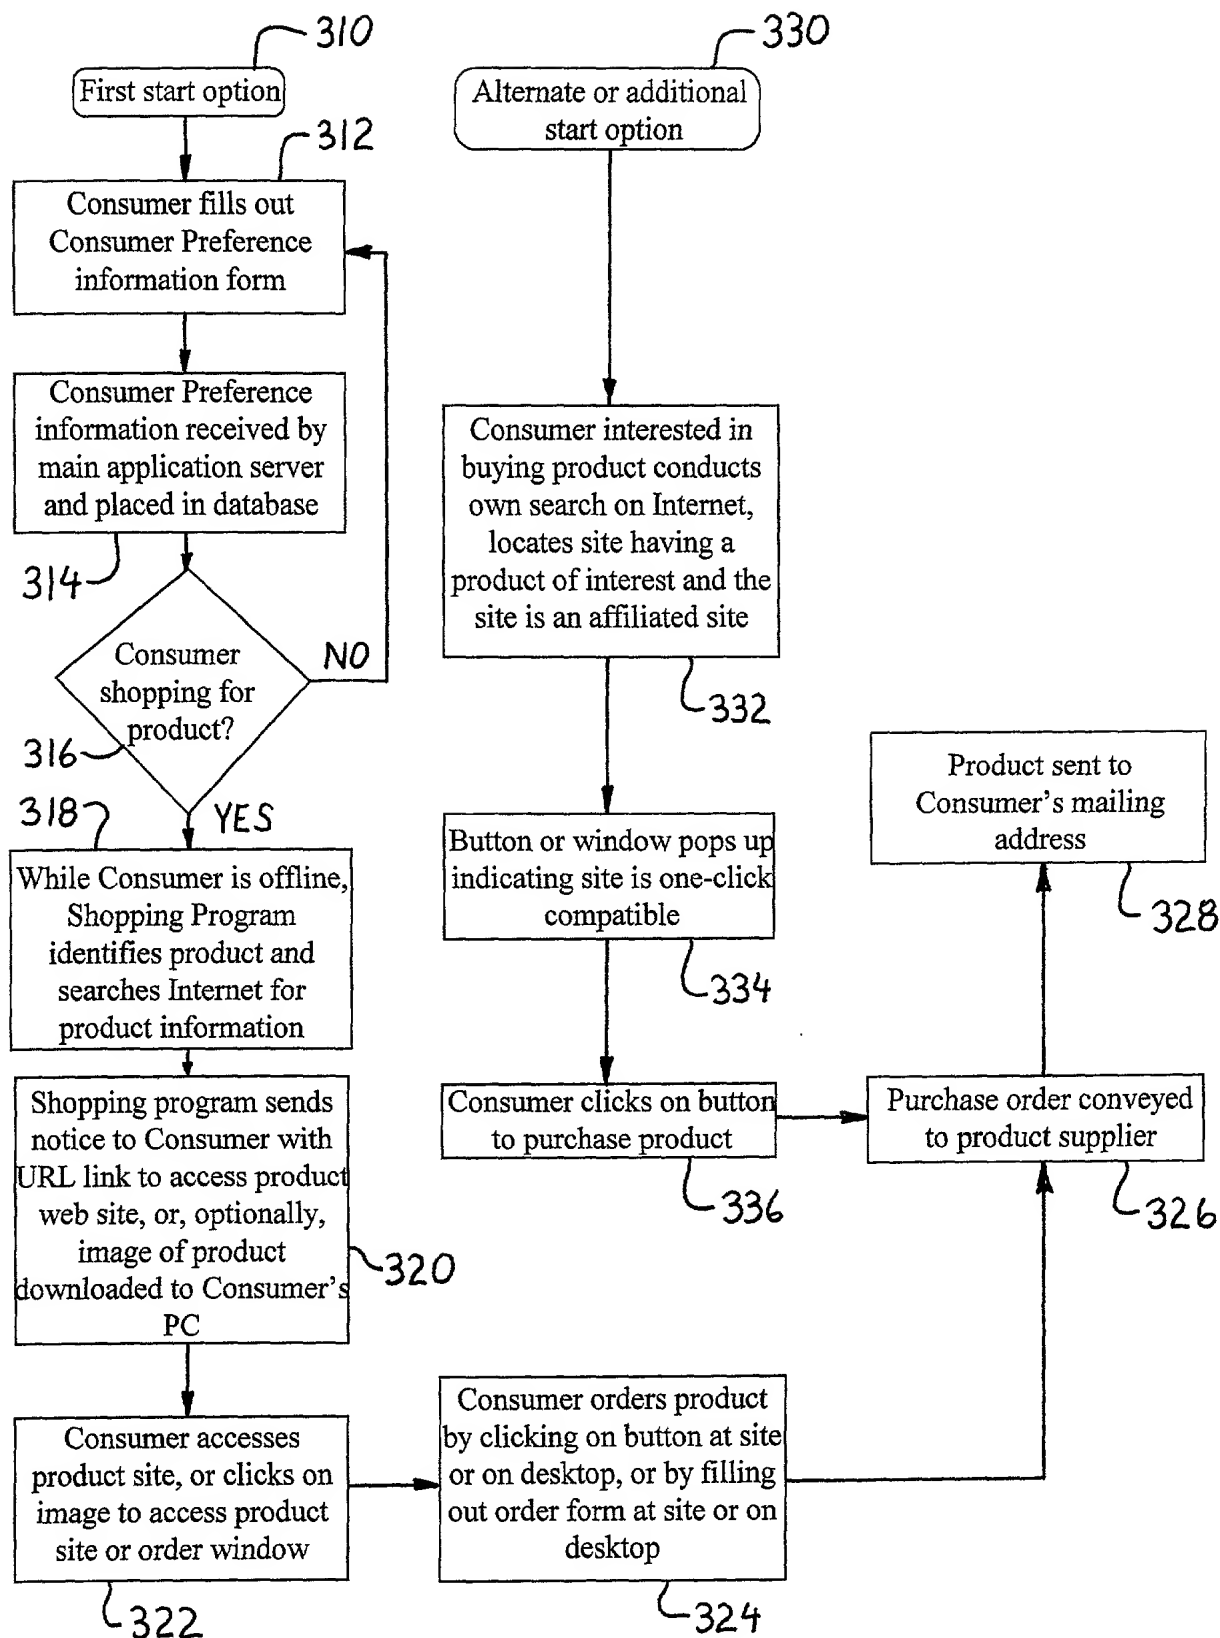 310
First start option
312
Consumer fills out
Consumer Preference
information form
Consumer Preference
information received by
main application server
and placed in database
314
Consumer
shopping for
product?
NO
316
318
YES
While Consumer is offline,
Shopping Program
identifies product and
searches Internet for
product information
Shopping program sends
notice to Consumer with
URL link to access product
web site, or, optionally,
image of product
downloaded to Consumer's
PC
320
Consumer accesses
product site, or clicks on
image to access product
site or order window
322
Consumer orders product
by clicking on button at site
or on desktop, or by filling
out order form at site or on
desktop
324
330
Alternate or additional
start option
Consumer interested in
buying product conducts
own search on Internet,
locates site having a
product of interest and the
site is an affiliated site
332
Button or window pops up
indicating site is one-click
compatible
334
Consumer clicks on button
to purchase product
336
Purchase order conveyed
to product supplier
326
Product sent to
Consumer's mailing
address
328